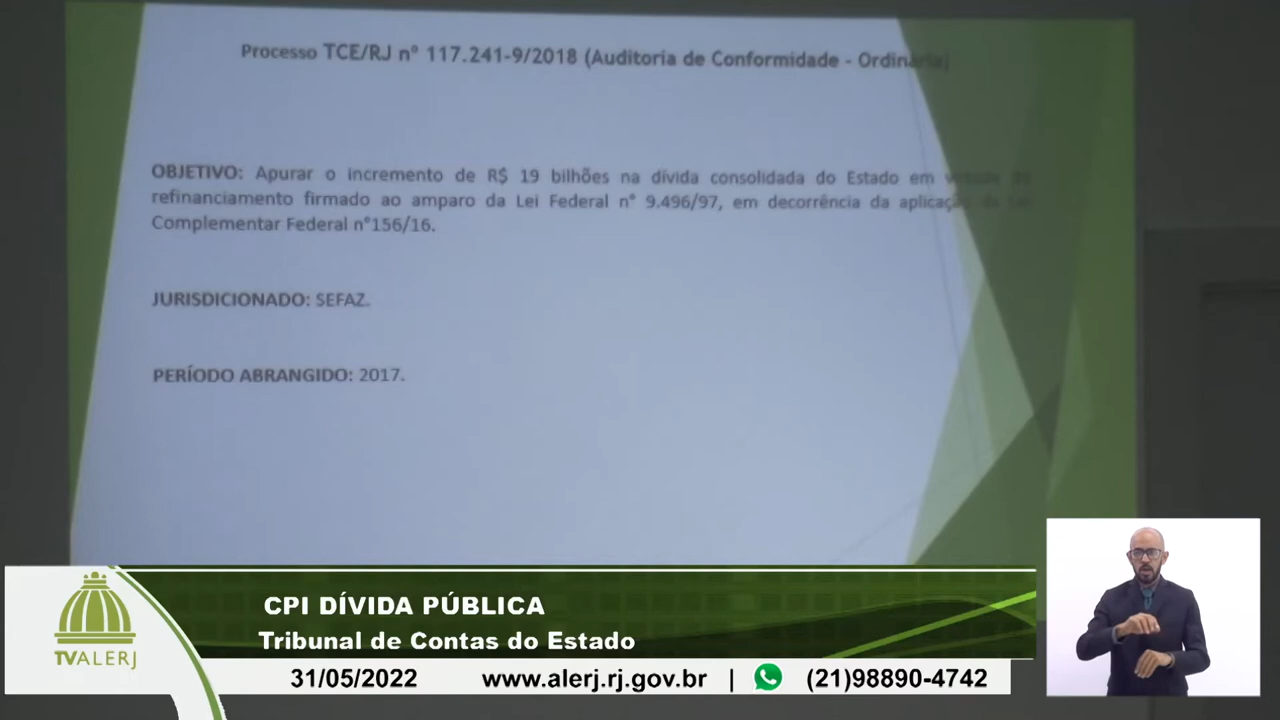 Processo TCE/RJ nº 117.241-9/2018 (Auditoria de Conformidade - Ordinária)
OBJETIVO: Apurar o incremento de R$ 19 bilhões na dívida consolidada do Estado em
refinanciamento firmado ao amparo da Lei Federal n° 9.496/97, em decorrência da aplicação da Lei
Complementar Federal n°156/16.
JURISDICIONADO: SEFAZ.
PERÍODO ABRANGIDO: 2017.
CPI DÍVIDA PÚBLICA
Tribunal de Contas do Estado
TVALERJ
31/05/2022 www.alerj.rj.gov.br | (21)98890-4742